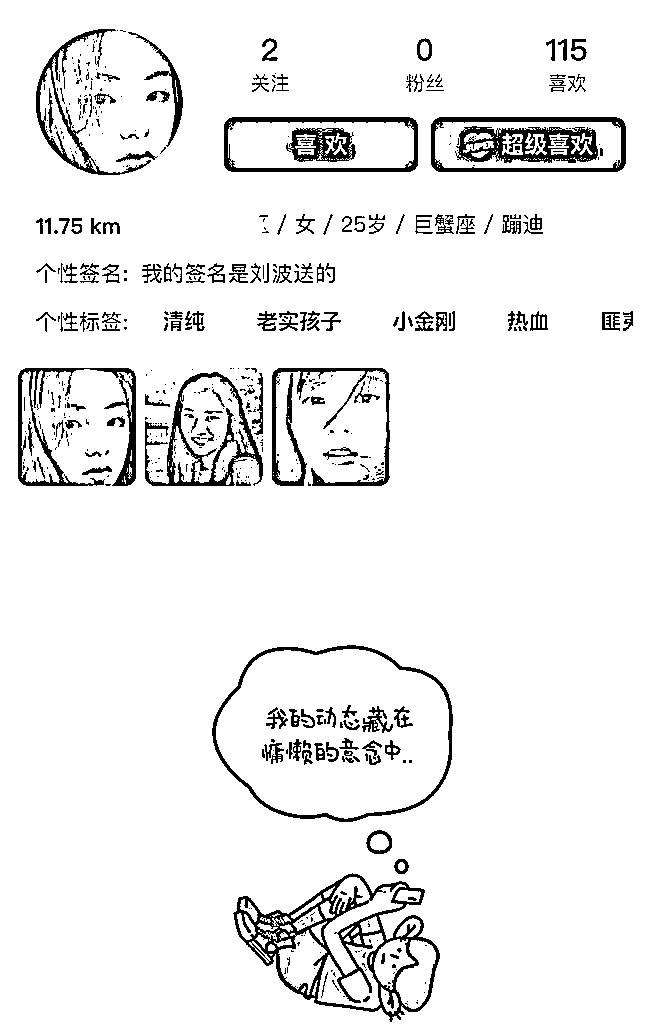 2 0 115
关注 粉丝 喜欢
喜欢 超级喜欢
11.75 km / 女 / 25岁 / 巨蟹座 / 蹦迪
个性签名: 我的签名是刘波送的
个性标签: 清纯 老实孩子 小金刚 热血 匪
我的动态藏在
慵懒的意念中..